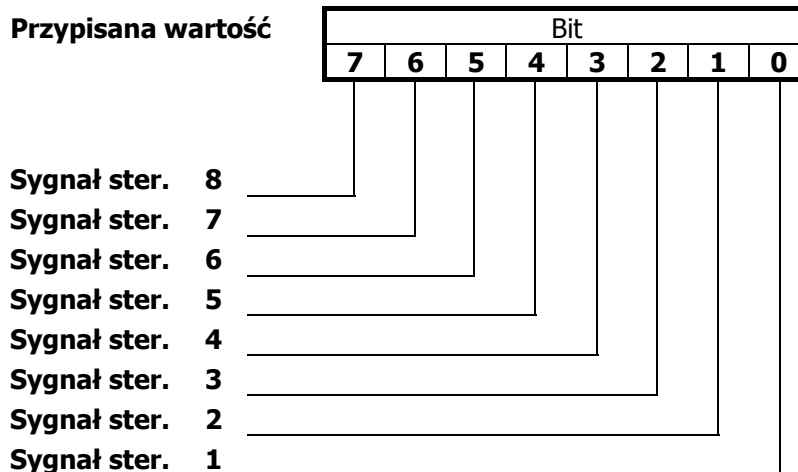 Przypisana wartość Bit
7 6 5 4 3 2 1 0
Sygnał ster. 8
Sygnał ster. 7
Sygnał ster. 6
Sygnał ster. 5
Sygnał ster. 4
Sygnał ster. 3
Sygnał ster. 2
Sygnał ster. 1